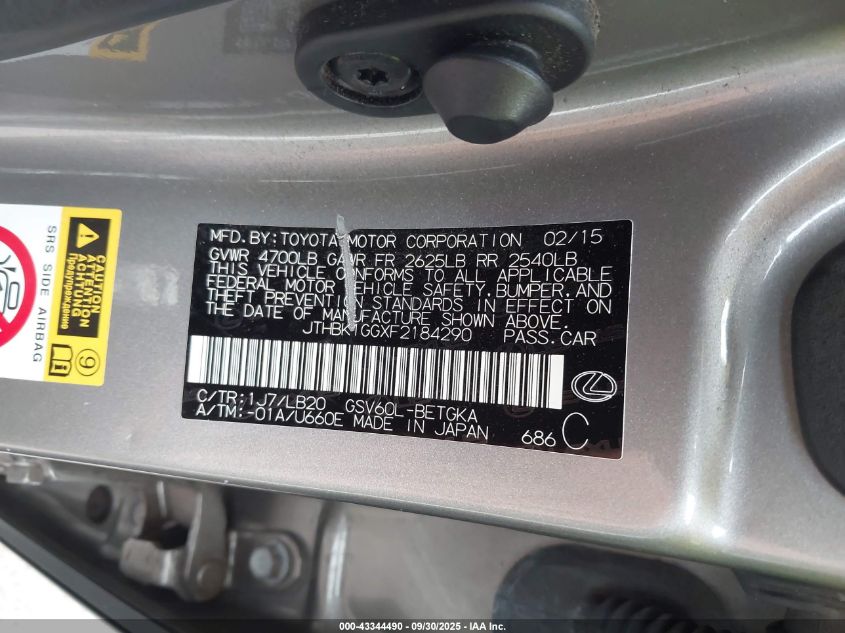 MFD.BY:TOYOTA MOTOR CORPORATION 02/15
GVWR 4700LB GAWR FR 2625LB RR 2540LB
THIS VEHICLE CONFORMS TO ALL APPLICABLE
FEDERAL MOTOR VEHICLE SAFETY, BUMPER, AND
THEFT PREVENTION STANDARDS IN EFFECT ON
THE DATE OF MANUFACTURE SHOWN ABOVE.
JTHBK1GGXF2184290 PASS.CAR
C/TR:1J7/LB20 GSV60L-BETGKA
A/TM:-01A/U660E MADE IN JAPAN 686 C
SRS SIDE AIRBAG
CAUTION
ATTENTION
ACHTUNG
Предупреждение
9
000-43344490 - 09/30/2025 - IAA Inc.